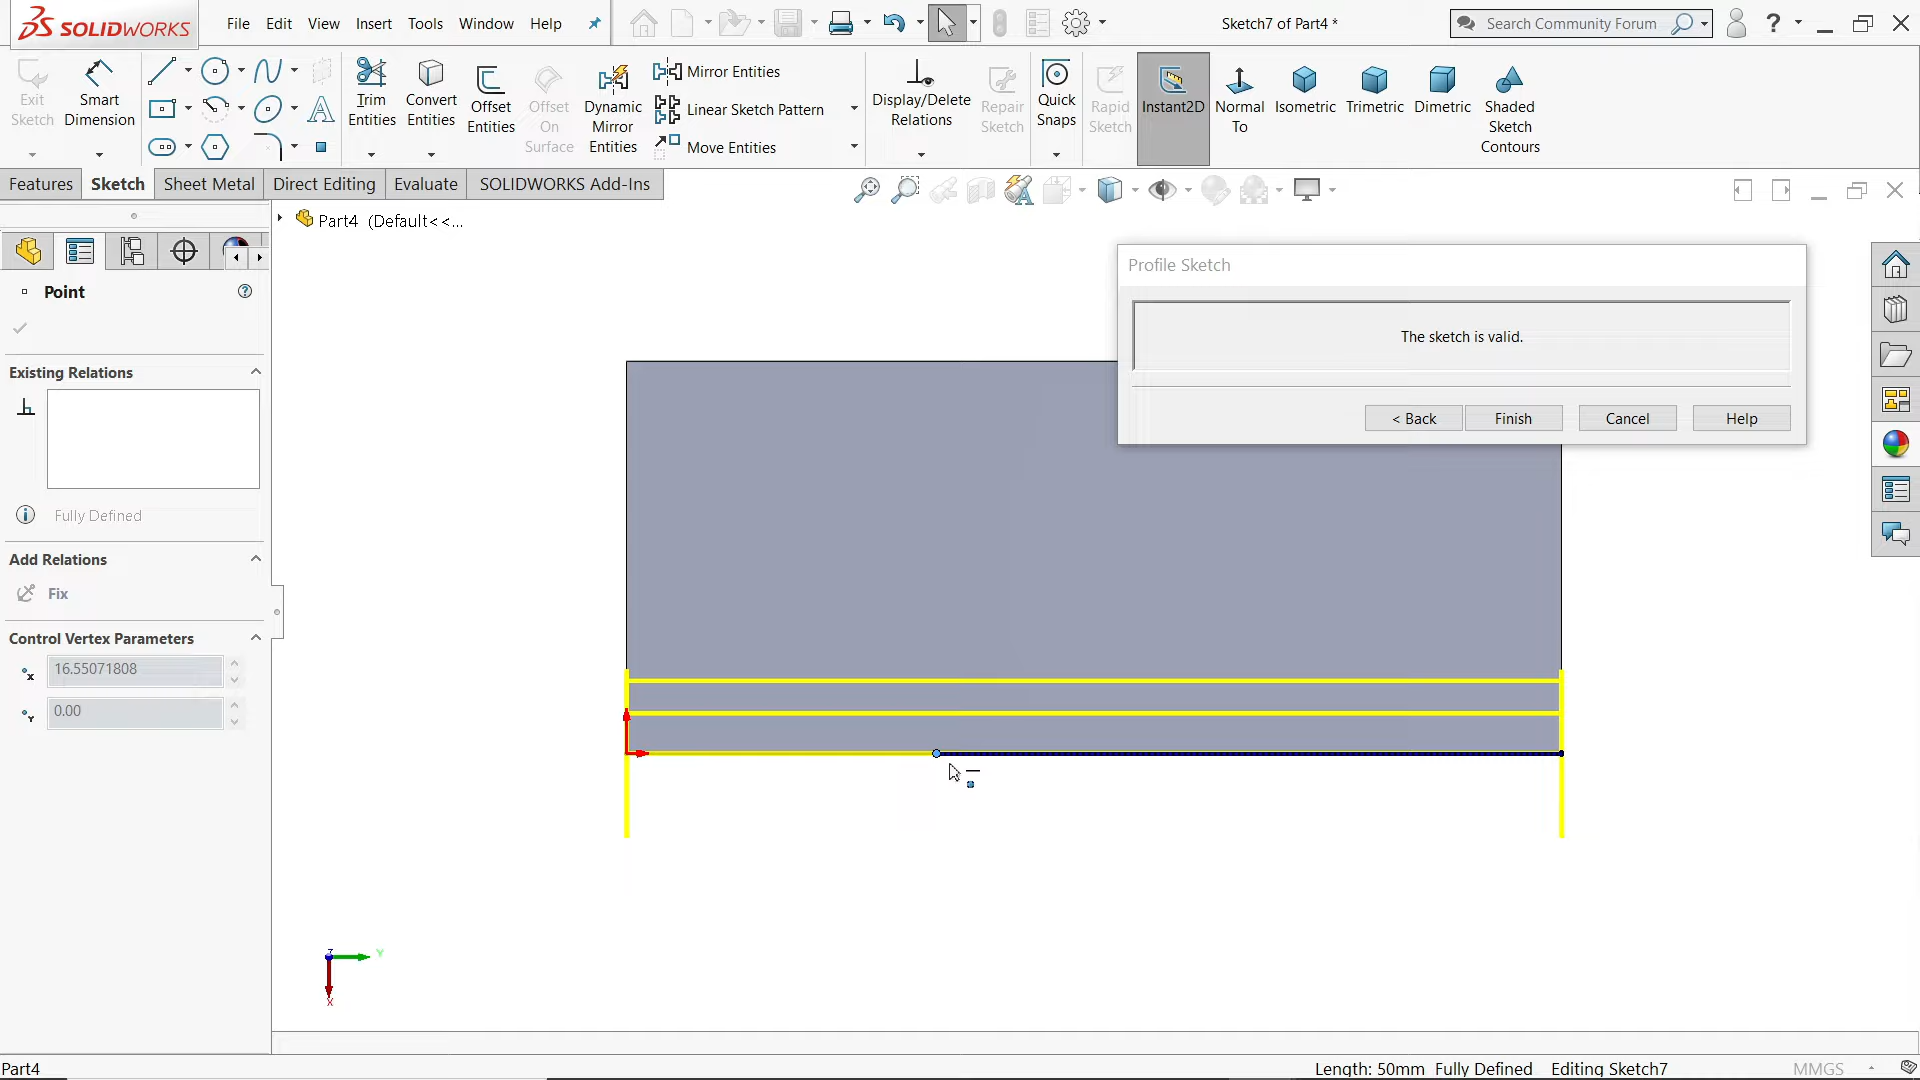 SOLIDWORKS File Edit View Insert Tools Window Help Sketch7 of Part4 * Search Community Forum ?
Exit Sketch
Smart Dimension
Trim Entities
Convert Entities
Offset Entities
Offset On Surface
Dynamic Mirror Entities
Mirror Entities
Linear Sketch Pattern
Move Entities
Display/Delete Relations
Repair Sketch
Quick Snaps
Rapid Sketch
Instant2D
Normal To
Isometric
Trimetric
Dimetric
Shaded Sketch Contours
Features Sketch Sheet Metal Direct Editing Evaluate SOLIDWORKS Add-Ins
Part4 (Default<<...
Point
Existing Relations
Fully Defined
Add Relations
Fix
Control Vertex Parameters
X 16.55071808
Y 0.00
Profile Sketch
The sketch is valid.
< Back Finish Cancel Help
Z Y
X
Part4 Length: 50mm Fully Defined Editing Sketch7 MMGS